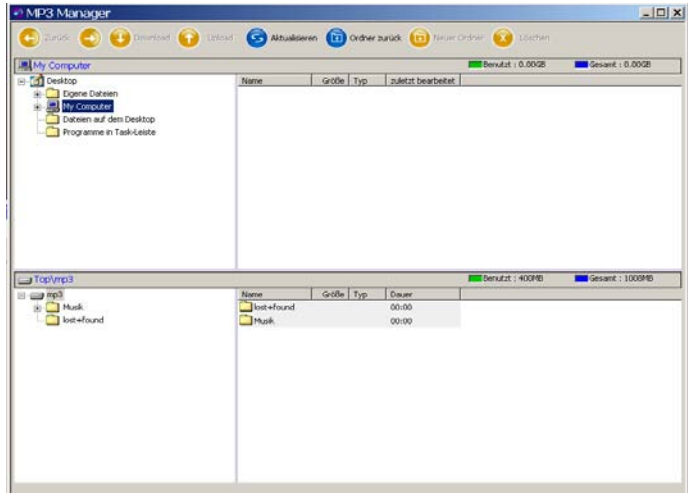 MP3 Manager
Zurück Download Upload Aktualisieren Ordner zurück Neuer Ordner Löschen
My Computer Benutzt : 0.00GB Gesamt : 0.00GB
Desktop Name Größe Typ zuletzt bearbeitet
Eigene Dateien
My Computer
Dateien auf dem Desktop
Programme in Task-Leiste
Top\mp3 Benutzt : 400MB Gesamt : 1008MB
mp3 Name Größe Typ Dauer
Musik lost+found 00:00
lost+found Musik 00:00